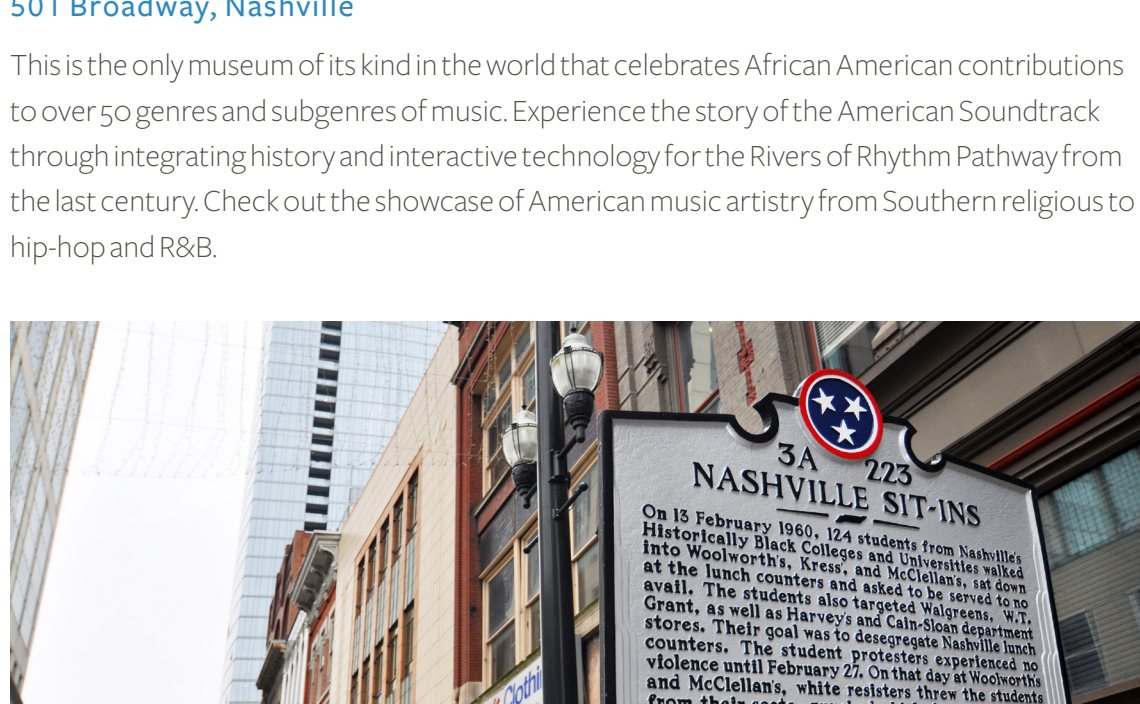 501 Broadway, Nashville
This is the only museum of its kind in the world that celebrates African American contributions
to over 50 genres and subgenres of music. Experience the story of the American Soundtrack
through integrating history and interactive technology for the Rivers of Rhythm Pathway from
the last century. Check out the showcase of American music artistry from Southern religious to
hip-hop and R&B.
3A 223
NASHVILLE SIT-INS
On 13 February 1960, 124 students from Nashville's
Historically Black Colleges and Universities walked
into Woolworth's, Kress', and McClellan's, sat down
at the lunch counters and asked to be served to no
avail. The students also targeted Walgreens, W.T.
Grant, as well as Harvey's and Cain-Sloan department
stores. Their goal was to desegregate Nashville lunch
counters. The student protesters experienced no
violence until February 27. On that day at Woolworth's
and McClellan's, white resisters threw the students
from their seats,